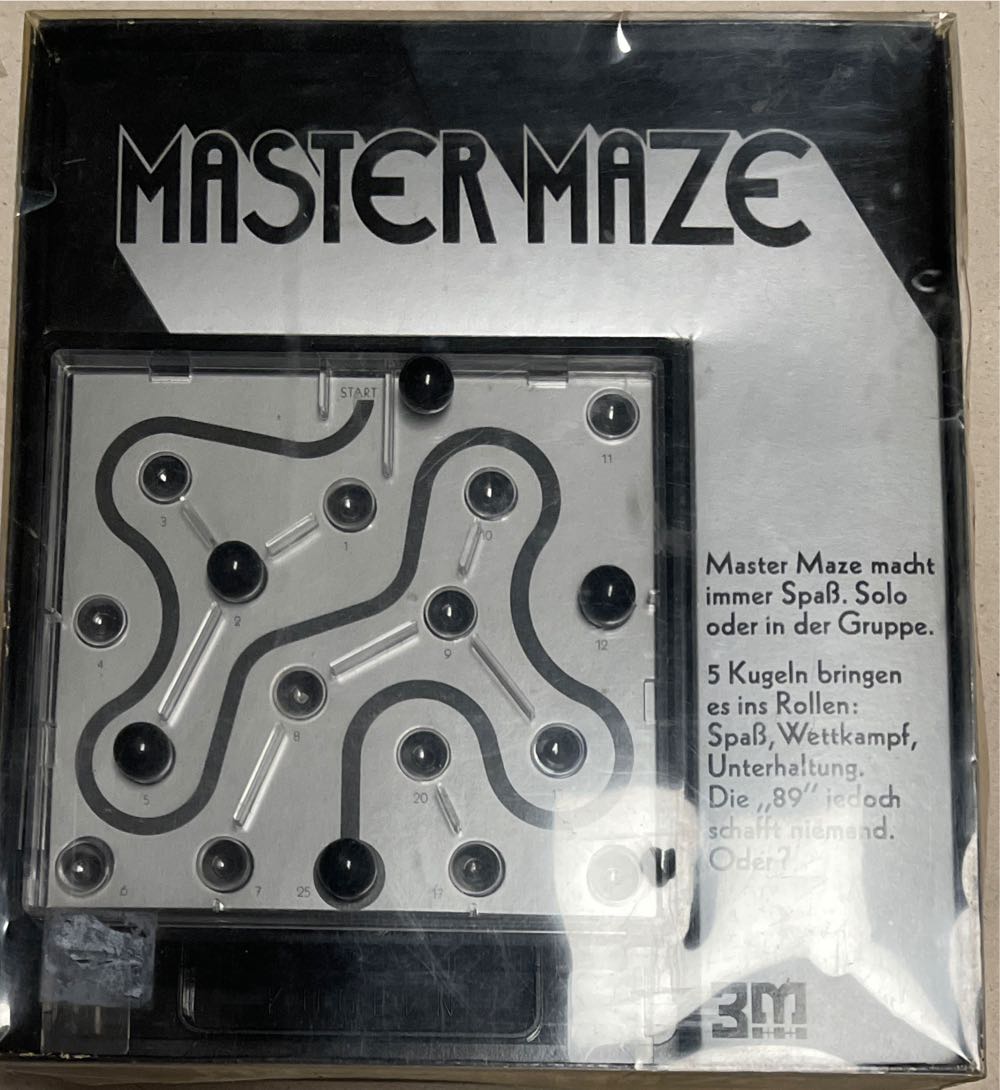 MASTER MAZE
START
11
3
1
10
2
12
4
9
8
5
20
6
7
25
17
Master Maze macht
immer Spaß. Solo
oder in der Gruppe.
5 Kugeln bringen
es ins Rollen:
Spaß, Wettkampf,
Unterhaltung.
Die „89” jedoch
schafft niemand.
Oder?
KUGELN
3M